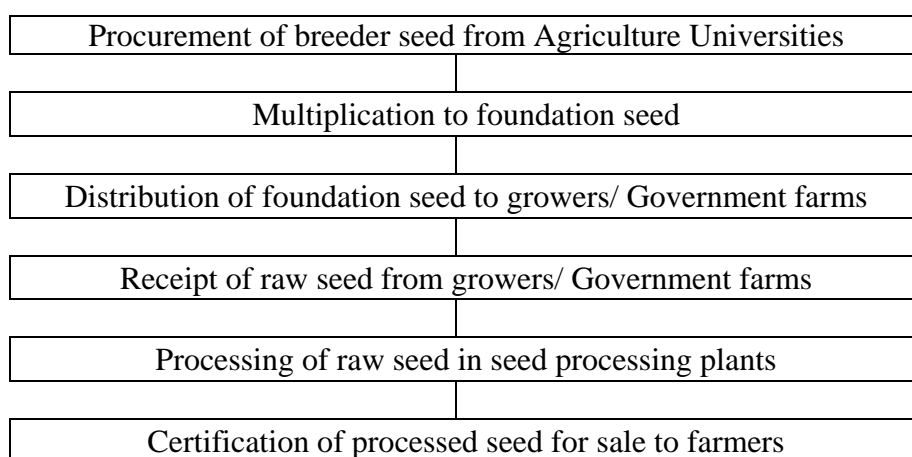 Procurement of breeder seed from Agriculture Universities
Multiplication to foundation seed
Distribution of foundation seed to growers/ Government farms
Receipt of raw seed from growers/ Government farms
Processing of raw seed in seed processing plants
Certification of processed seed for sale to farmers